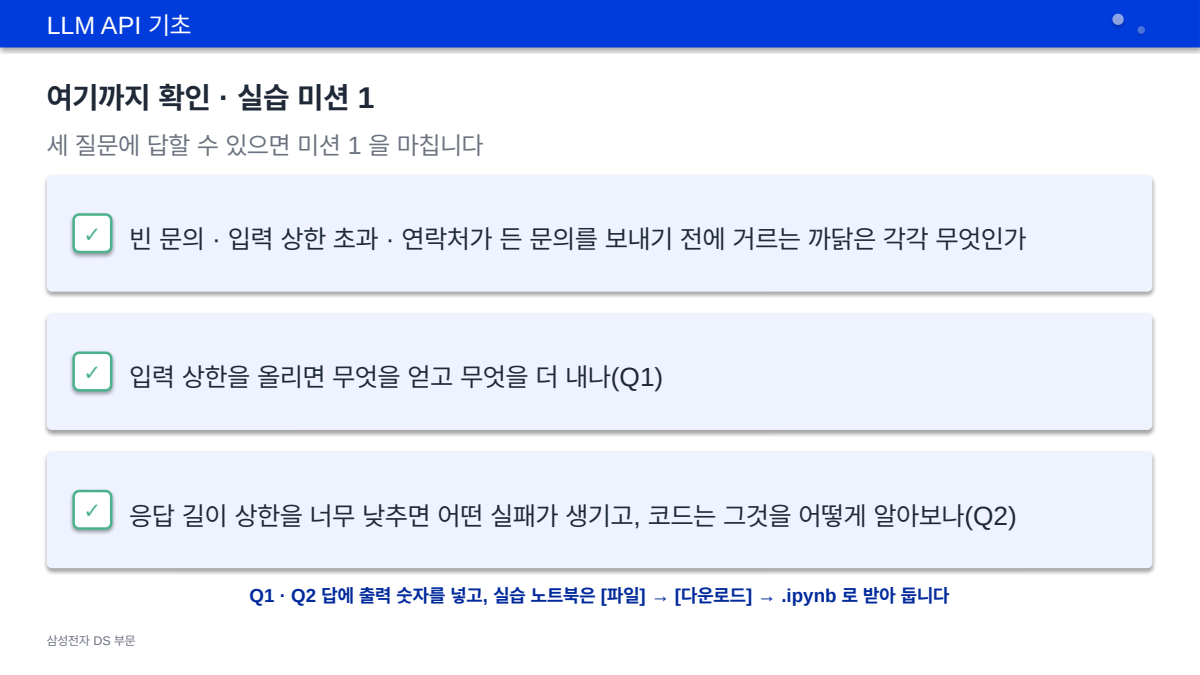 LLM API 기초
여기까지 확인 · 실습 미션 1
세 질문에 답할 수 있으면 미션 1 을 마칩니다
✓ 빈 문의 · 입력 상한 초과 · 연락처가 든 문의를 보내기 전에 거르는 까닭은 각각 무엇인가
✓ 입력 상한을 올리면 무엇을 얻고 무엇을 더 내나(Q1)
✓ 응답 길이 상한을 너무 낮추면 어떤 실패가 생기고, 코드는 그것을 어떻게 알아보나(Q2)
Q1 · Q2 답에 출력 숫자를 넣고, 실습 노트북은 [파일] → [다운로드] → .ipynb 로 받아 둡니다
삼성전자 DS 부문